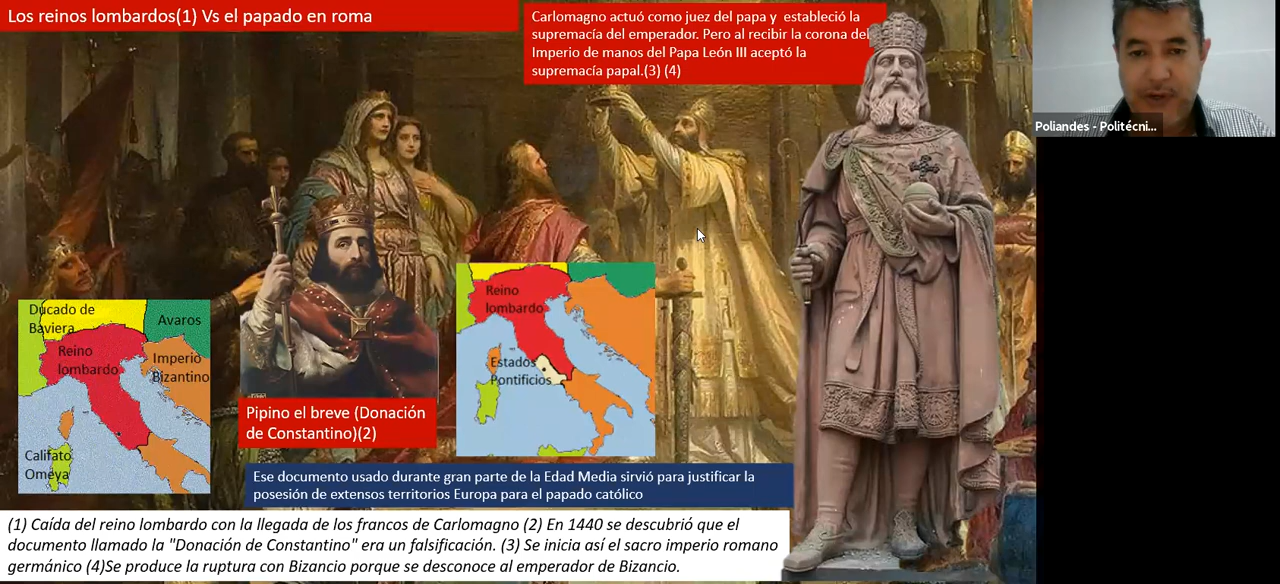 Los reinos lombardos(1) Vs el papado en roma
Carlomagno actuó como juez del papa y  estableció la
supremacía del emperador. Pero al recibir la corona del
Imperio de manos del Papa León III aceptó la
supremacía papal.(3) (4)
Poliandes - Politécni...
Ducado de
Baviera
Avaros
Reino
lombardo
Imperio
Bizantino
Califato
Omeya
Pipino el breve (Donación
de Constantino)(2)
Reino
lombardo
Estados
Pontificios
Ese documento usado durante gran parte de la Edad Media sirvió para justificar la
posesión de extensos territorios Europa para el papado católico
(1) Caída del reino lombardo con la llegada de los francos de Carlomagno (2) En 1440 se descubrió que el
documento llamado la "Donación de Constantino" era un falsificación. (3) Se inicia así el sacro imperio romano
germánico (4)Se produce la ruptura con Bizancio porque se desconoce al emperador de Bizancio.